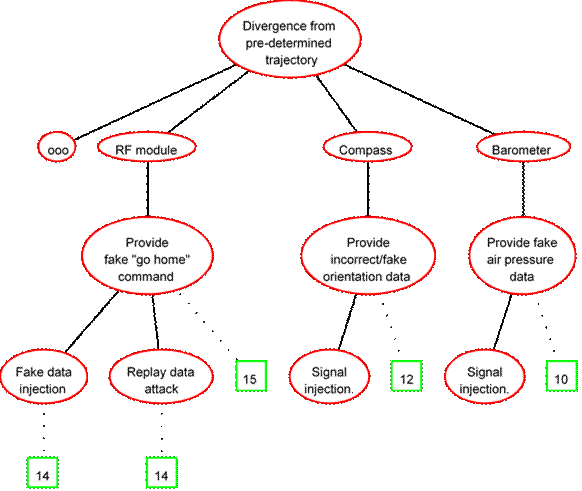 Divergence from
pre-determined
trajectory
ooo
RF module
Compass
Barometer
Provide
fake "go home"
command
Provide
incorrect/fake
orientation data
Provide fake
air pressure
data
Fake data
injection
Replay data
attack
15
Signal
injection.
12
Signal
injection.
10
14
14